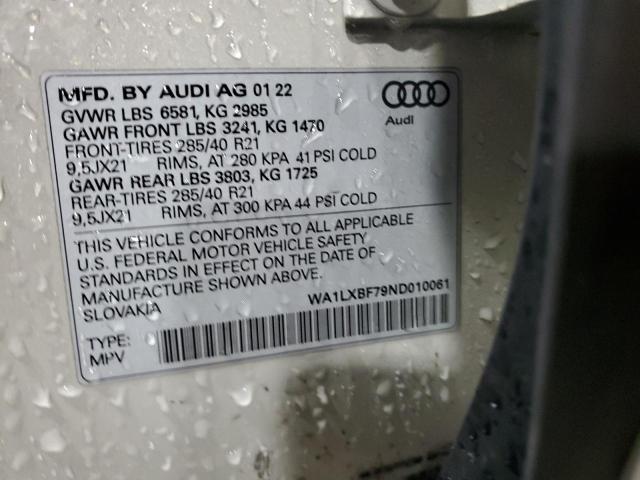 MFD. BY AUDI AG 01 22
GVWR LBS 6581, KG 2985
GAWR FRONT LBS 3241, KG 1470
FRONT-TIRES 285/40 R21
9,5JX21 RIMS, AT 280 KPA 41 PSI COLD
GAWR REAR LBS 3803, KG 1725
REAR-TIRES 285/40 R21
9,5JX21 RIMS, AT 300 KPA 44 PSI COLD
Audi
THIS VEHICLE CONFORMS TO ALL APPLICABLE
U.S. FEDERAL MOTOR VEHICLE SAFETY
STANDARDS IN EFFECT ON THE DATE OF
MANUFACTURE SHOWN ABOVE.
SLOVAKIA
WA1LXBF79ND010061
TYPE:
MPV